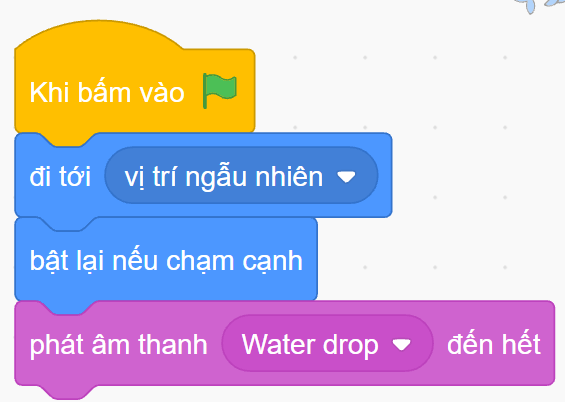 Khi bấm vào
đi tới vị trí ngẫu nhiên
bật lại nếu chạm cạnh
phát âm thanh Water drop đến hết